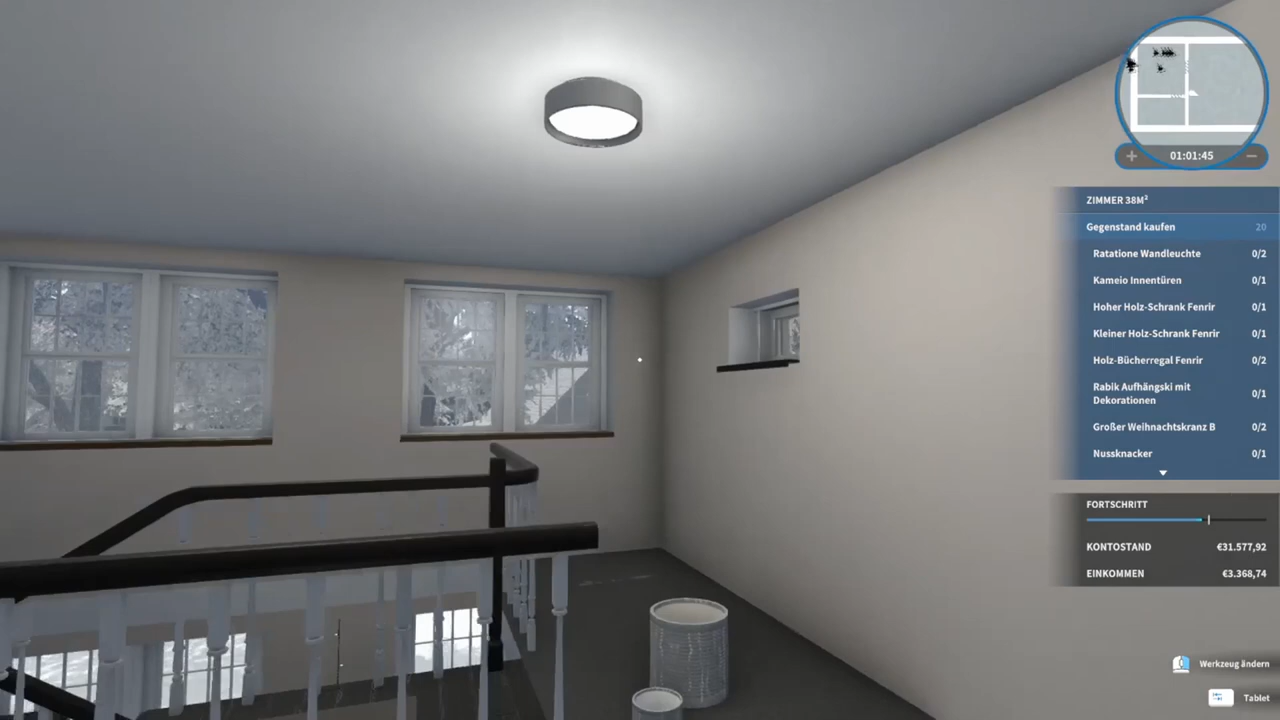 01:01:45
ZIMMER 38M²
Gegenstand kaufen 20
Ratatione Wandleuchte 0/2
Kameio Innentüren 0/1
Hoher Holz-Schrank Fenrir 0/1
Kleiner Holz-Schrank Fenrir 0/1
Holz-Bücherregal Fenrir 0/2
Rabik Aufhängski mit
Dekorationen 0/1
Großer Weihnachtskranz B 0/2
Nussknacker 0/1
FORTSCHRITT
KONTOSTAND €31.577,92
EINKOMMEN €3.368,74
Werkzeug ändern
Tablet